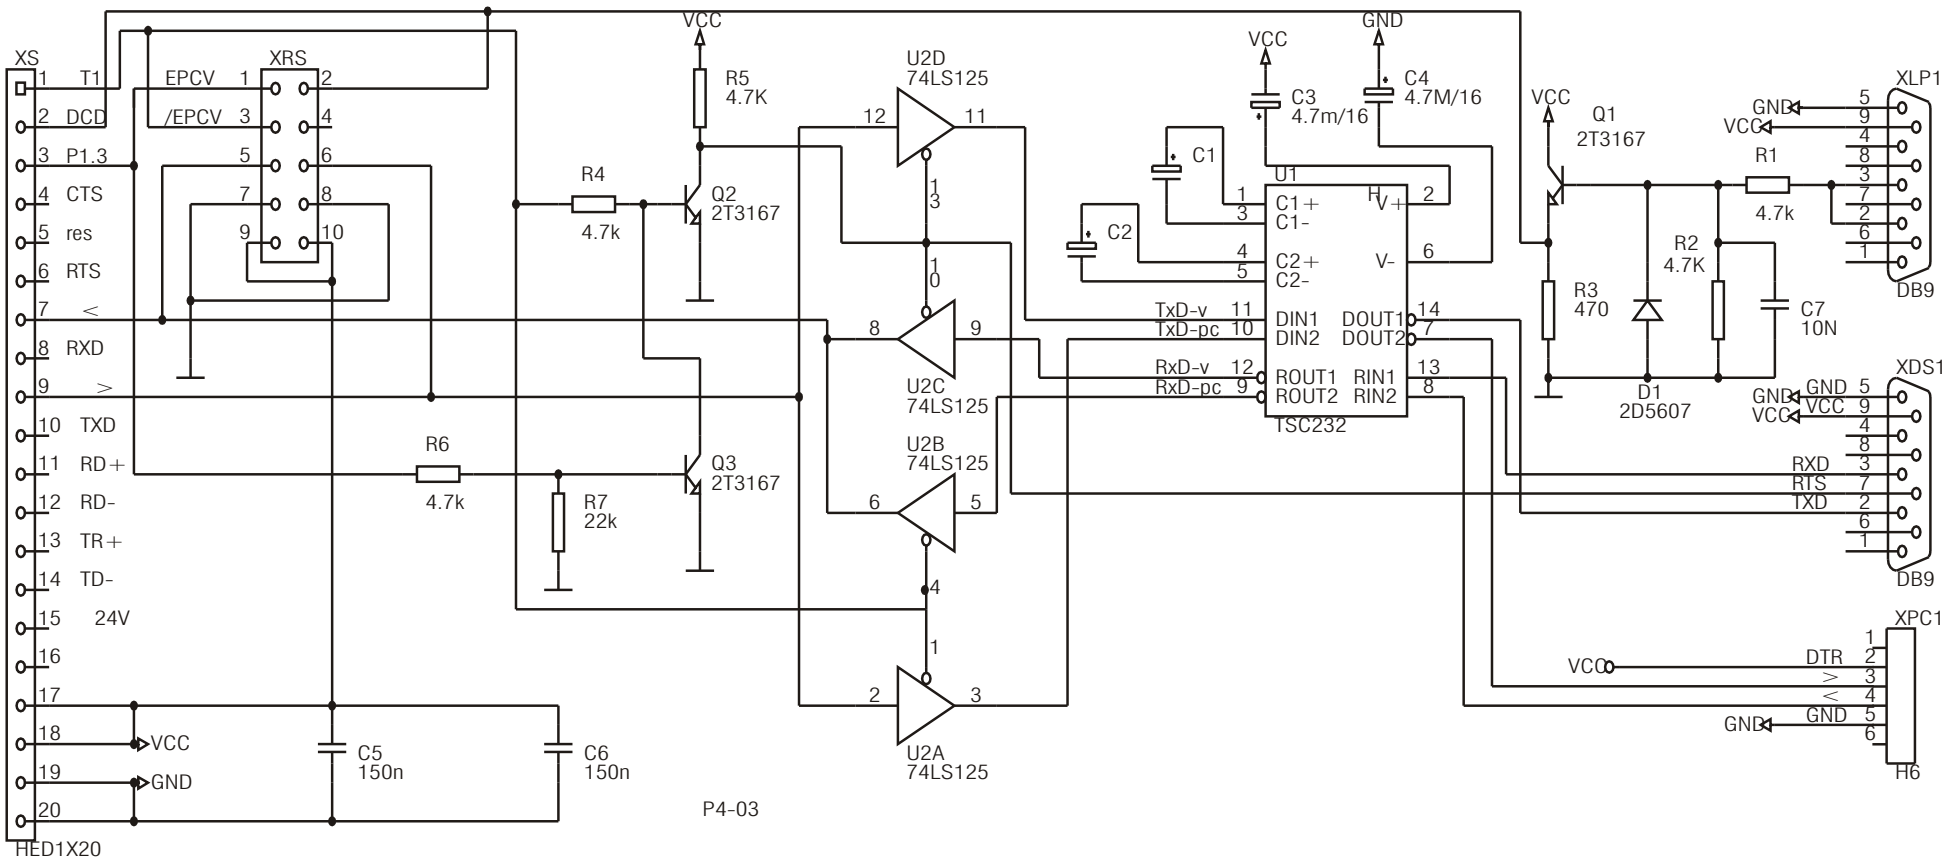 XS
1 T1
2 DCD
3 P1.3
4 CTS
5 res
6 RTS
7 <
8 RXD
9 >
10 TXD
11 RD+
12 RD-
13 TR+
14 TD-
15 24V
16
17
18 VCC
19 GND
20
HED1X20
XRS
EPCV 1 2
/EPCV 3 4
5 6
7 8
9 10
C5
150n
C6
150n
P4-03
VCC
R5
4.7K
R4
4.7k
Q2
2T3167
R6
4.7k
R7
22k
Q3
2T3167
U2D
74LS125
12 11
13
10
8 9
U2C
74LS125
U2B
74LS125
6 5
4
1
2 3
U2A
74LS125
VCC
C3
4.7m/16
GND
C4
4.7M/16
C1
C2
U1
H
1 C1+ V+ 2
3 C1-
4 C2+ V- 6
5 C2-
TxD-v 11 DIN1 DOUT1 14
TxD-pc 10 DIN2 DOUT2 7
RxD-v 12 ROUT1 RIN1 13
RxD-pc 9 ROUT2 RIN2 8
TSC232
VCC
Q1
2T3167
R1
4.7k
R2
4.7K
R3
470
C7
10N
D1
2D5607
XLP1
GND 5
VCC 9
4
8
3
7
2
6
1
DB9
XDS1
GND GND 5
VCC VCC 9
4
8
RXD 3
RTS 7
TXD 2
6
1
DB9
XPC1
1
VCC DTR 2
> 3
< 4
GND GND 5
6
H6